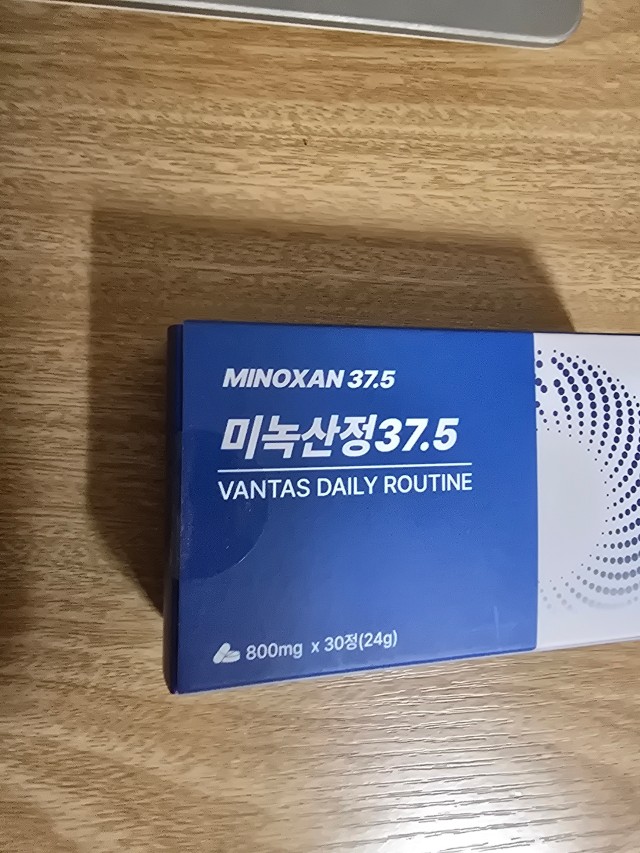 MINOXAN 37.5
미녹산정37.5
VANTAS DAILY ROUTINE
800mg x 30정(24g)